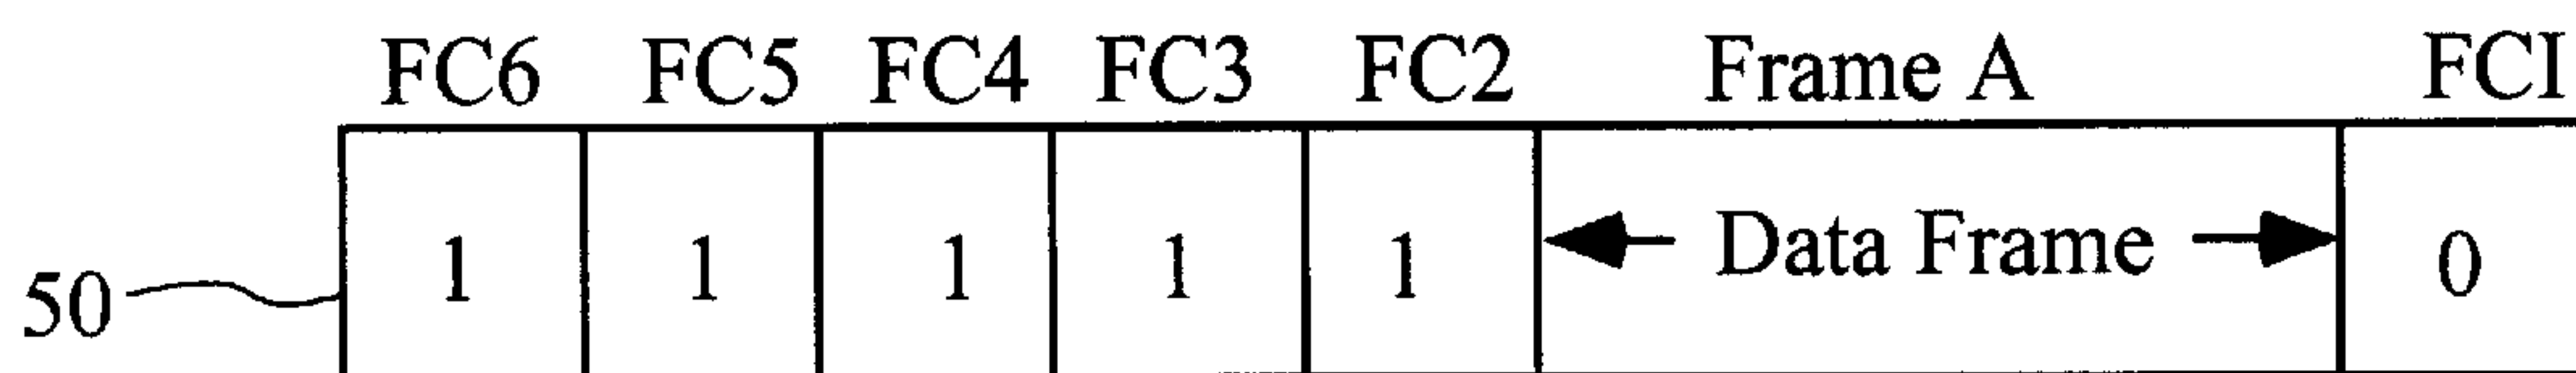 FC6 FC5 FC4 FC3 FC2 Frame A FCI
50 1 1 1 1 1 Data Frame 0